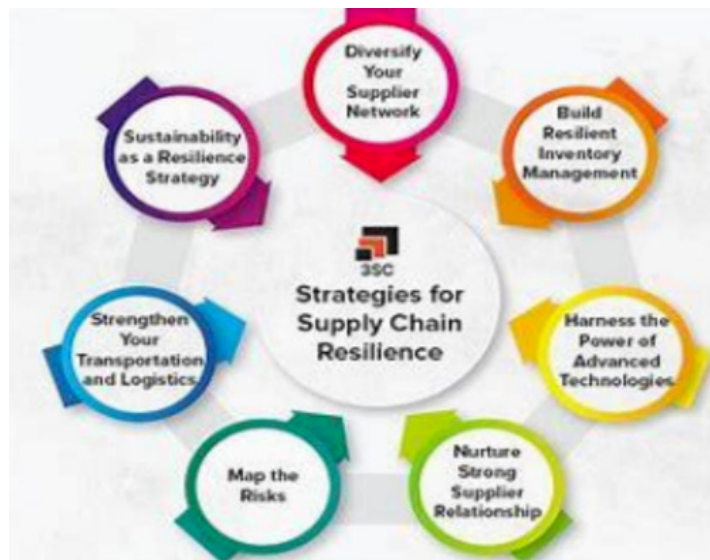 Diversify
Your
Supplier
Network
Build
Resilient
Inventory
Management
Harness the
Power of
Advanced
Technologies
Nurture
Strong
Supplier
Relationship
Map the
Risks
Strengthen
Your
Transportation
and Logistics
Sustainability
as a Resilience
Strategy
3SC
Strategies for
Supply Chain
Resilience